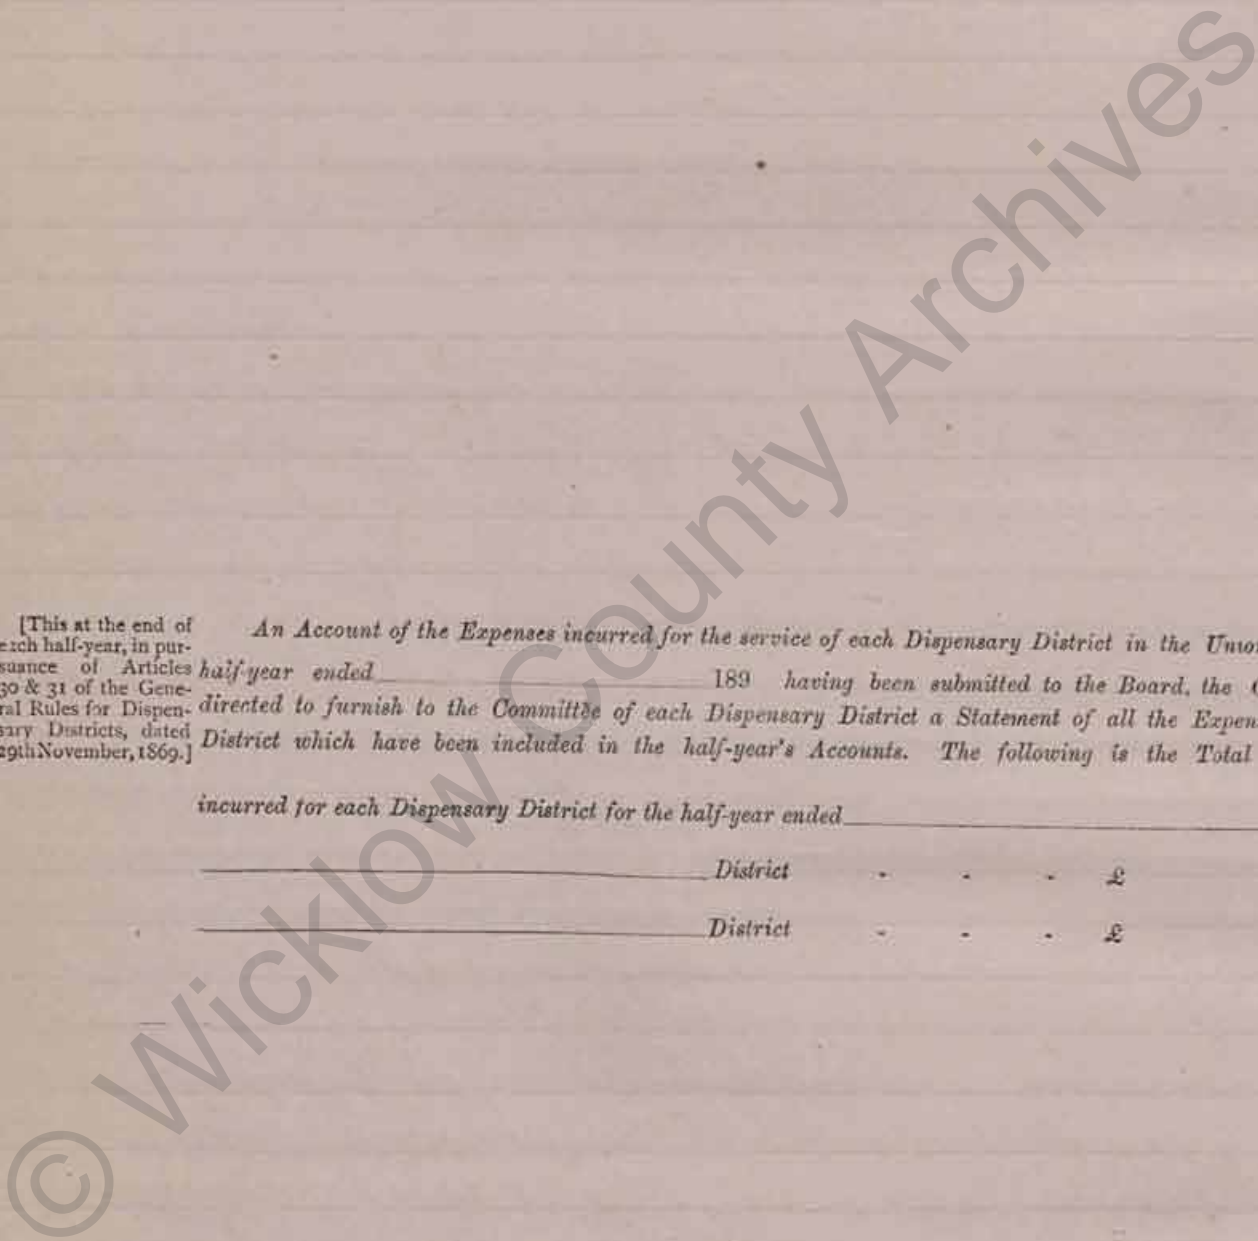 [This at the end of
each half-year, in pur-
suance of Articles
30 & 31 of the Gene-
ral Rules for Dispen-
sary Districts, dated
29th November, 1869.]
An Account of the Expenses incurred for the service of each Dispensary District in the Union
half-year ended 189 having been submitted to the Board, the C
directed to furnish to the Committee of each Dispensary District a Statement of all the Expen
District which have been included in the half-year's Accounts. The following is the Total
incurred for each Dispensary District for the half-year ended
District - - - £
District - - - £
© Wicklow County Archives